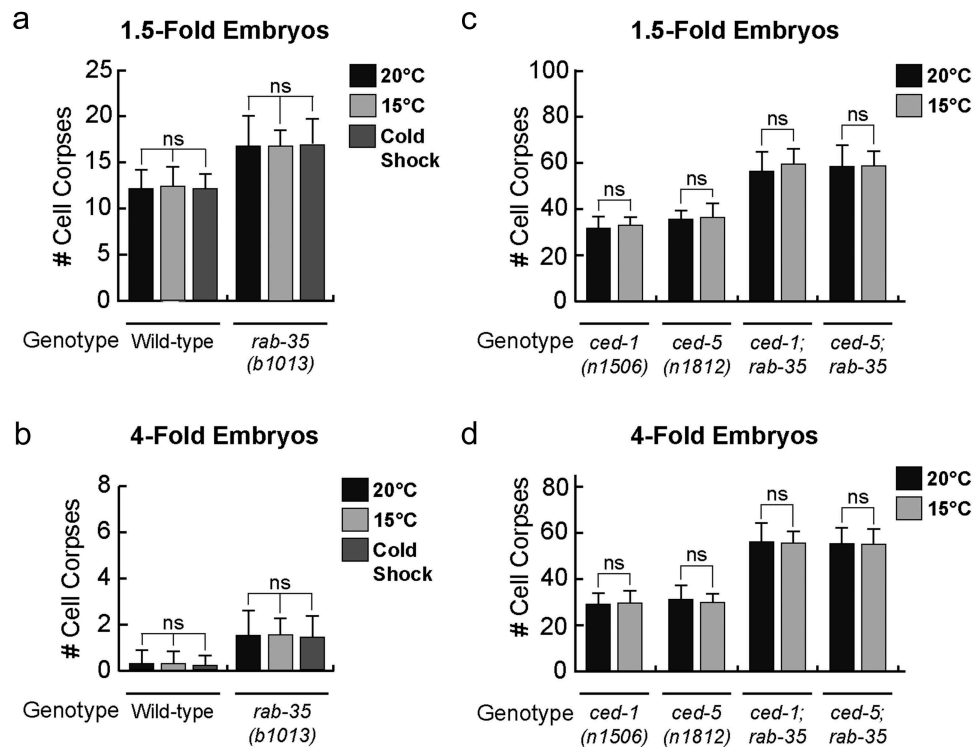 a
1.5-Fold Embryos
# Cell Corpses
25
20
15
10
5
0
ns
ns
20°C
15°C
Cold
Shock
Genotype
Wild-type
rab-35
(b1013)
b
4-Fold Embryos
# Cell Corpses
8
6
4
2
0
ns
ns
20°C
15°C
Cold
Shock
Genotype
Wild-type
rab-35
(b1013)
c
1.5-Fold Embryos
# Cell Corpses
100
80
60
40
20
0
ns
ns
ns
ns
20°C
15°C
Genotype
ced-1
(n1506)
ced-5
(n1812)
ced-1;
rab-35
ced-5;
rab-35
d
4-Fold Embryos
# Cell Corpses
80
60
40
20
0
ns
ns
ns
ns
20°C
15°C
Genotype
ced-1
(n1506)
ced-5
(n1812)
ced-1;
rab-35
ced-5;
rab-35